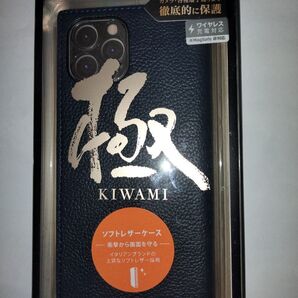 徹底的に保護
ワイヤレス
充電対応
極
KIWAMI
ソフトレザーケース
衝撃から画面を守る
イタリアンブランドの
上質なソフトレザー採用